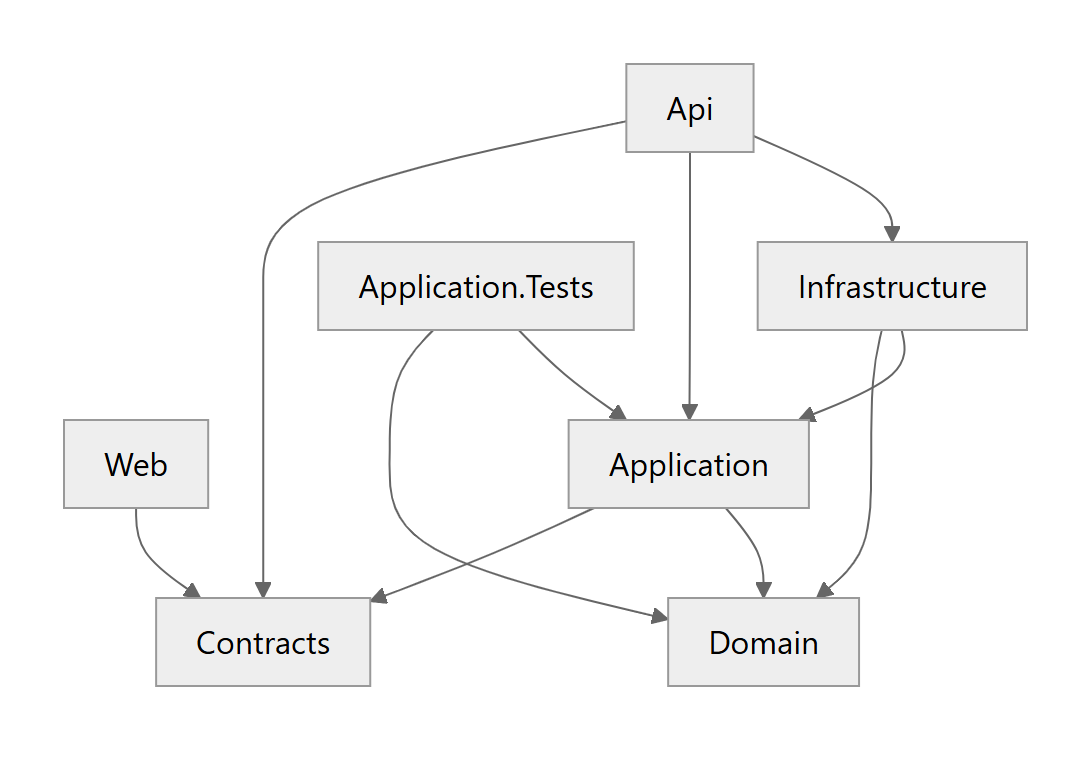 Api
Application.Tests
Infrastructure
Web
Application
Contracts
Domain